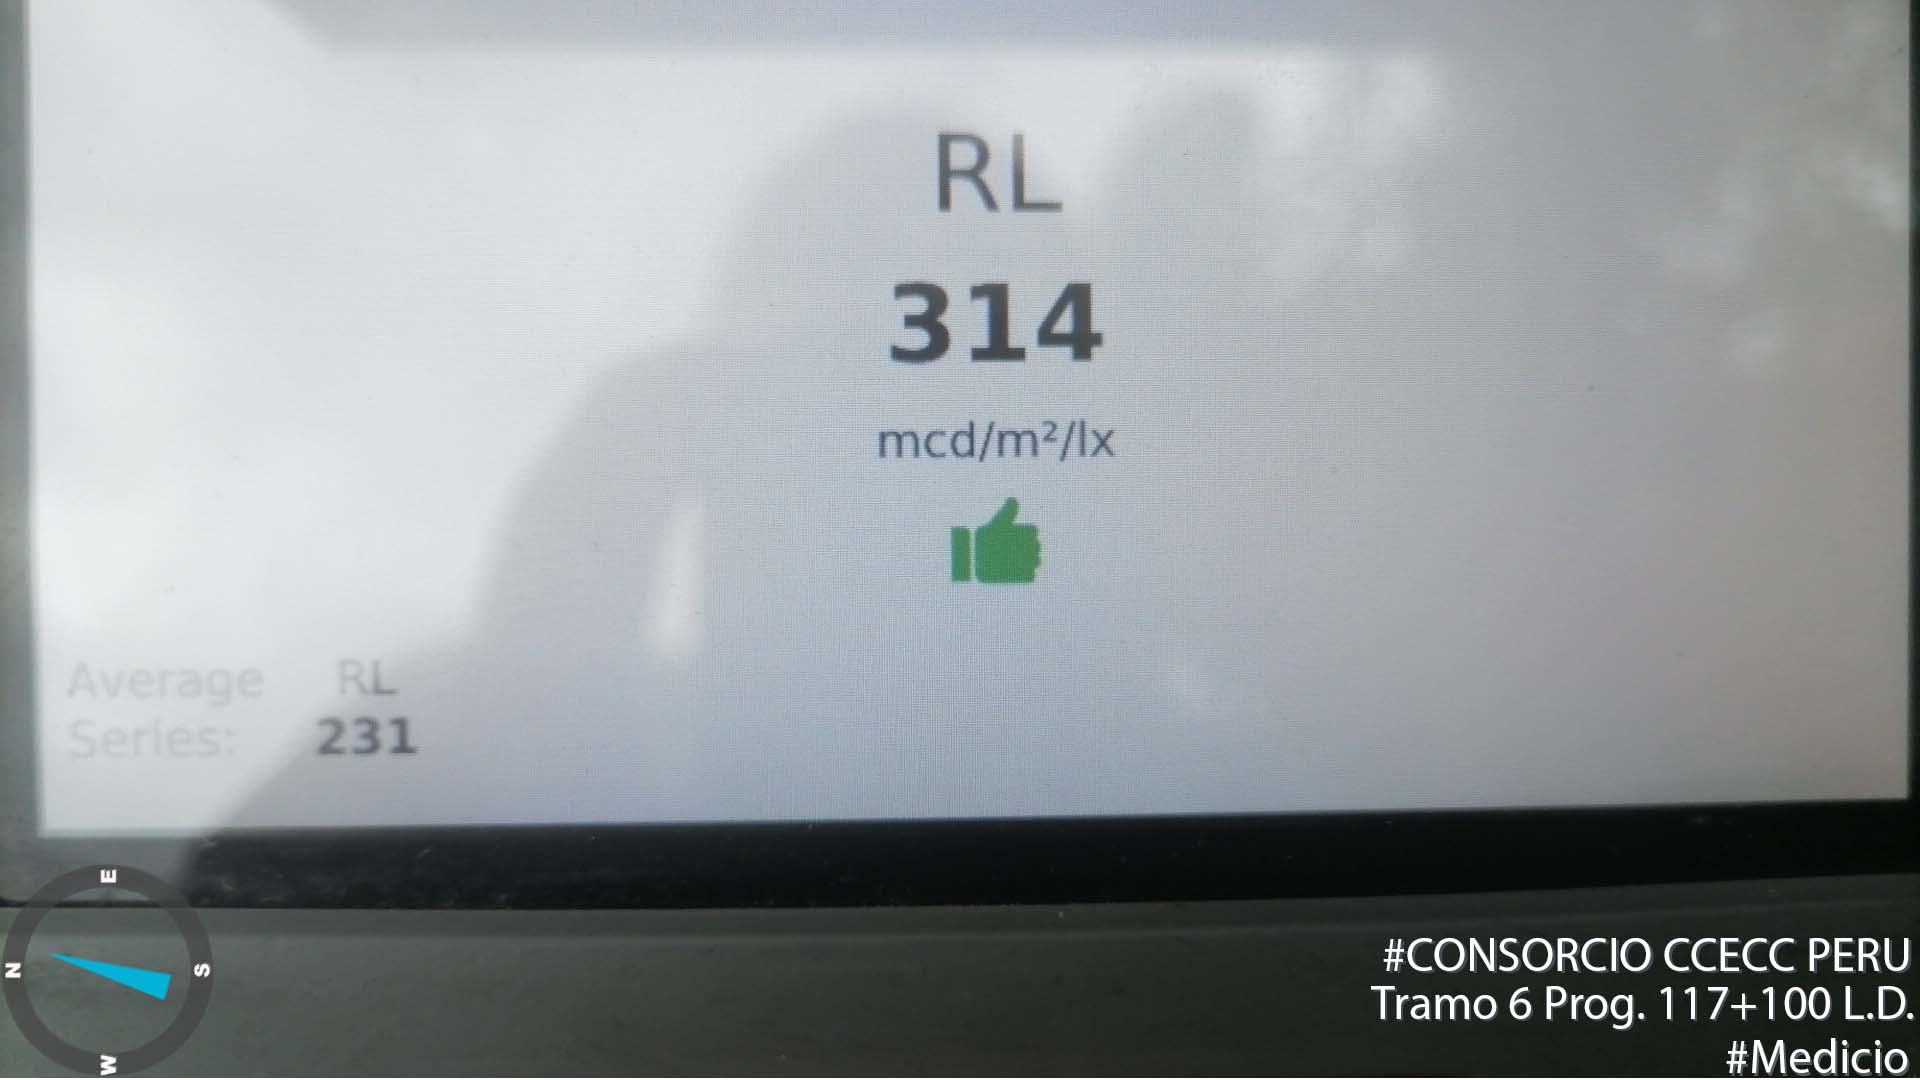 RL
314
mcd/m²/lx
Average RL
Series: 231
E
N S
W
#CONSORCIO CCECC PERU
Tramo 6 Prog. 117+100 L.D.
#Medicio